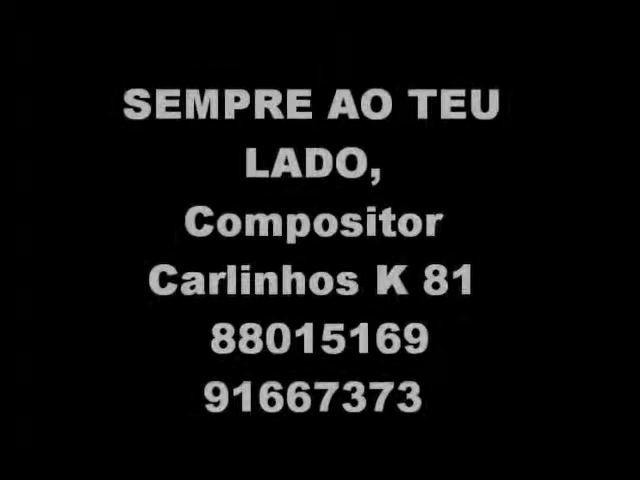 SEMPRE AO TEU
LADO,
Compositor
Carlinhos K 81
88015169
91667373